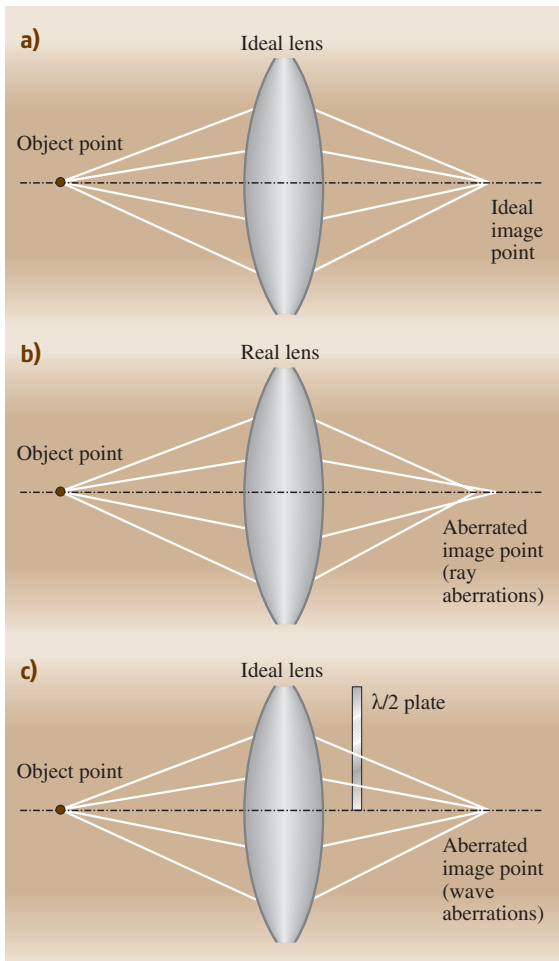 a)
Ideal lens
Object point
Ideal
image
point
b)
Real lens
Object point
Aberrated
image point
(ray
aberrations)
c)
Ideal lens
λ/2 plate
Object point
Aberrated
image point
(wave
aberrations)